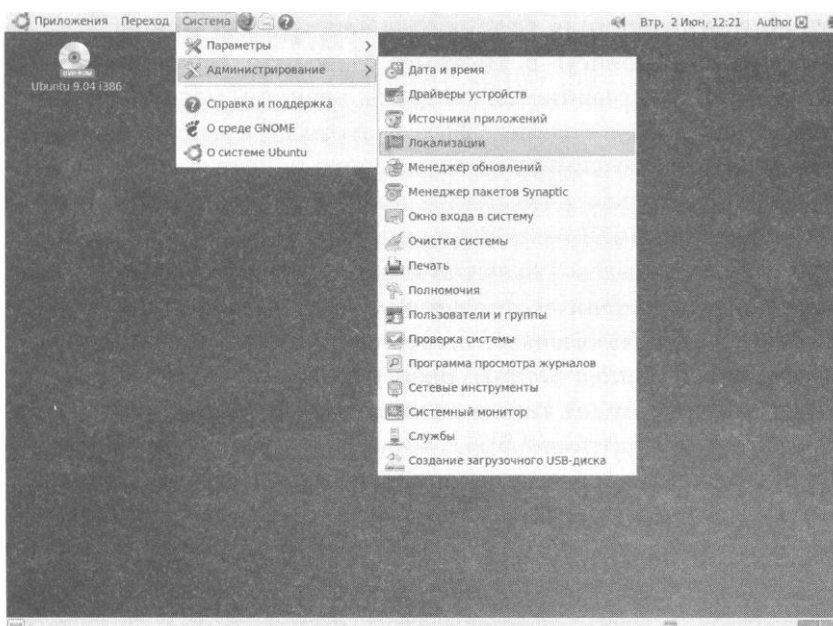 Приложения Переход Система Втр, 2 Июн, 12:21 Author
Параметры
Администрирование
Справка и поддержка
О среде GNOME
О системе Ubuntu
DVD-ROM
Ubuntu 9.04 i386
Дата и время
Драйверы устройств
Источники приложений
Локализации
Менеджер обновлений
Менеджер пакетов Synaptic
Окно входа в систему
Очистка системы
Печать
Полномочия
Пользователи и группы
Проверка системы
Программа просмотра журналов
Сетевые инструменты
Системный монитор
Службы
Создание загрузочного USB-диска